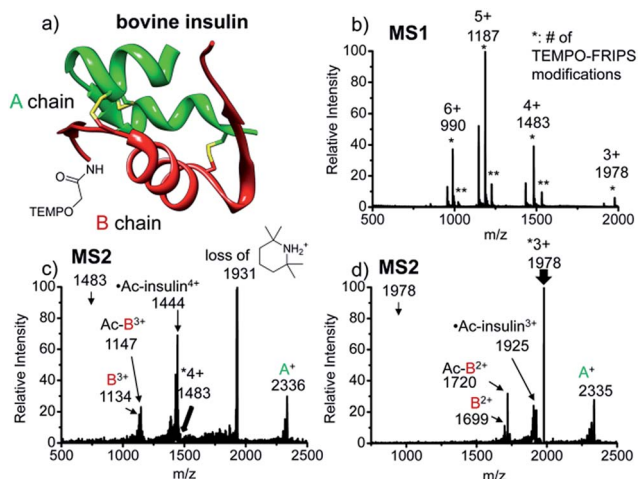 a)
bovine insulin
A chain
NH
O
TEMPO
B chain
b)
MS1
5+
1187
*
*: # of
TEMPO-FRIPS
modifications
6+
990
*
**
**
4+
1483
*
**
3+
1978
*
Relative Intensity
100
80
60
40
20
0
500 1000 1500 2000
m/z
c)
MS2
1483
•Ac-insulin4+
1444
loss of
1931
NH2+
Ac-B3+
1147
B3+
1134
*4+
1483
A+
2336
Relative Intensity
100
80
60
40
20
0
500 1000 1500 2000 2500
m/z
d)
MS2
1978
*3+
1978
•Ac-insulin3+
1925
Ac-B2+
1720
B2+
1699
A+
2335
Relative Intensity
100
80
60
40
20
0
1000 1500 2000 2500
m/z